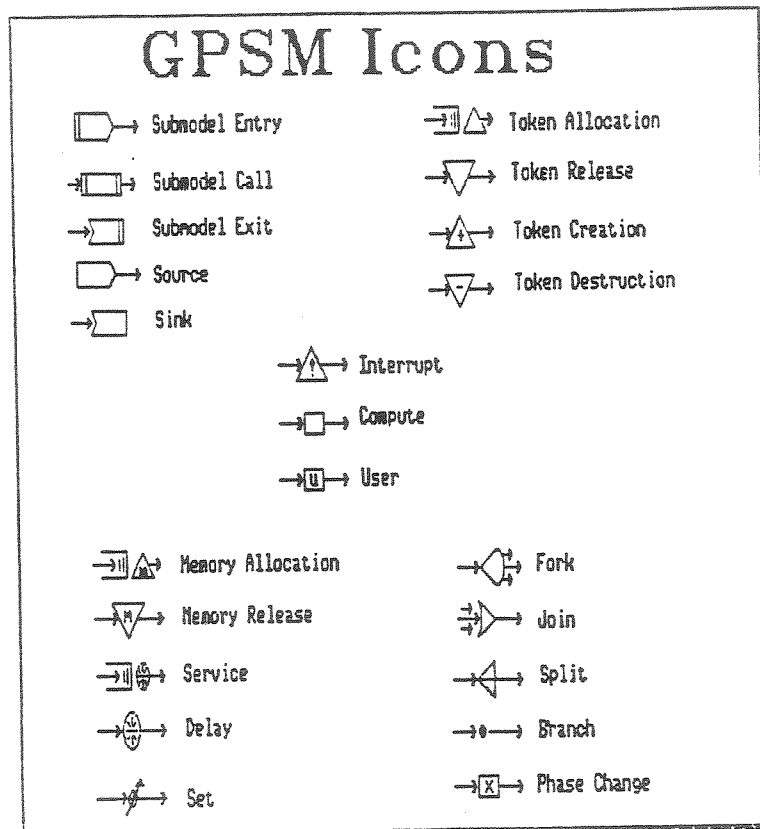 GPSM Icons
Submodel Entry
Submodel Call
Submodel Exit
Source
Sink
Token Allocation
Token Release
+ Token Creation
- Token Destruction
! Interrupt
Compute
u User
M Memory Allocation
M Memory Release
Service
Delay
Set
Fork
Join
Split
Branch
X Phase Change